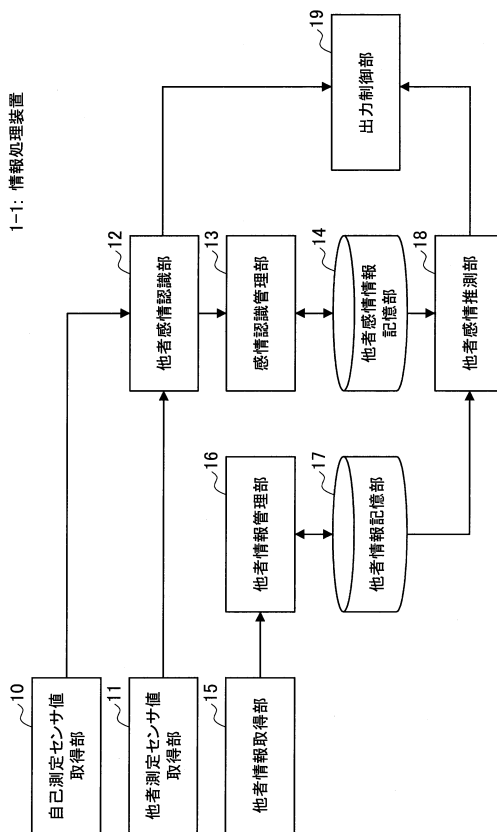 1-1: 情報処理装置
10
自己測定センサ値
取得部
11
他者測定センサ値
取得部
15
他者情報取得部
16
他者情報管理部
17
他者情報記憶部
12
他者感情認識部
13
感情認識管理部
14
他者感情情報
記憶部
18
他者感情推測部
19
出力制御部